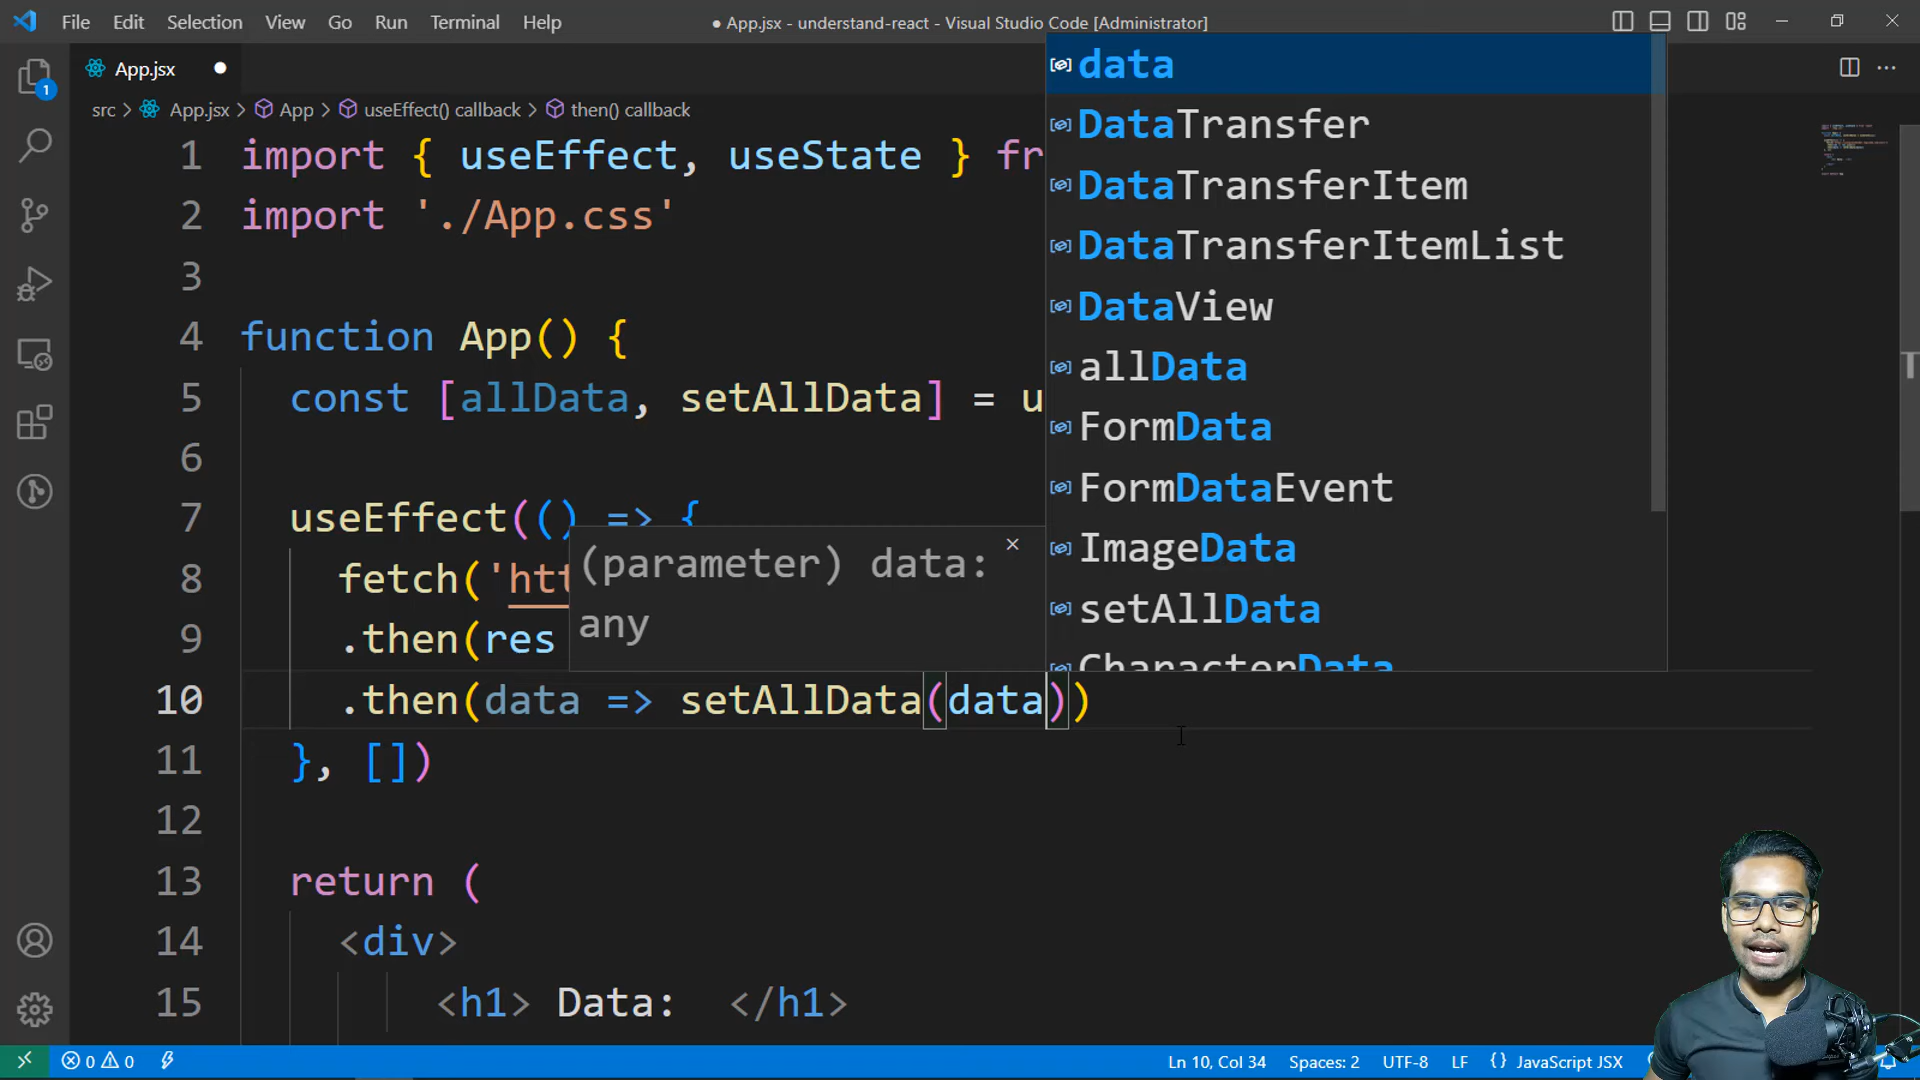 File Edit Selection View Go Run Terminal Help
● App.jsx - understand-react - Visual Studio Code [Administrator]
App.jsx ●
src > App.jsx > App > useEffect() callback > then() callback
1 import { useEffect, useState } fr
2 import './App.css'
3
4 function App() {
5 const [allData, setAllData] = u
6
7 useEffect(() => {
8 fetch('htt
9 .then(res
10 .then(data => setAllData(data))
11 }, [])
12
13 return (
14 <div>
15 <h1> Data: </h1>
(parameter) data:
any
data
DataTransfer
DataTransferItem
DataTransferItemList
DataView
allData
FormData
FormDataEvent
ImageData
setAllData
CharacterData
1
T
0 0
Ln 10, Col 34 Spaces: 2 UTF-8 LF {} JavaScript JSX